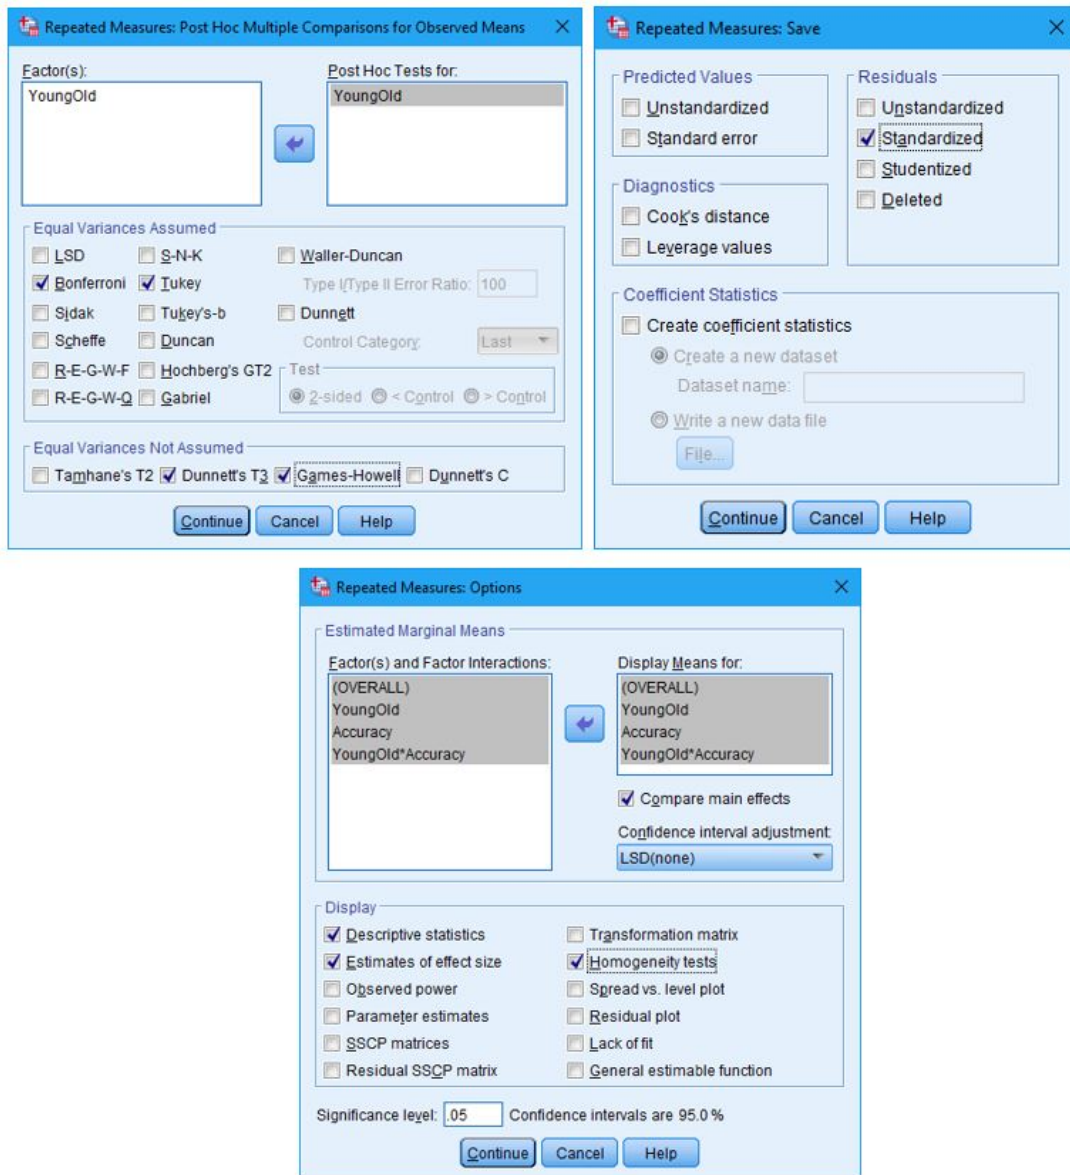 Repeated Measures: Post Hoc Multiple Comparisons for Observed Means
Factor(s):
YoungOld
Post Hoc Tests for:
YoungOld
Equal Variances Assumed
LSD S-N-K Waller-Duncan
Bonferroni Tukey Type I/Type II Error Ratio: 100
Sidak Tukey's-b Dunnett
Scheffe Duncan Control Category: Last
R-E-G-W-F Hochberg's GT2 Test
R-E-G-W-Q Gabriel 2-sided < Control > Control
Equal Variances Not Assumed
Tamhane's T2 Dunnett's T3 Games-Howell Dunnett's C
Continue Cancel Help
Repeated Measures: Save
Predicted Values
Unstandardized
Standard error
Diagnostics
Cook's distance
Leverage values
Residuals
Unstandardized
Standardized
Studentized
Deleted
Coefficient Statistics
Create coefficient statistics
Create a new dataset
Dataset name:
Write a new data file
File...
Continue Cancel Help
Repeated Measures: Options
Estimated Marginal Means
Factor(s) and Factor Interactions:
(OVERALL)
YoungOld
Accuracy
YoungOld*Accuracy
Display Means for:
(OVERALL)
YoungOld
Accuracy
YoungOld*Accuracy
Compare main effects
Confidence interval adjustment:
LSD(none)
Display
Descriptive statistics Transformation matrix
Estimates of effect size Homogeneity tests
Observed power Spread vs. level plot
Parameter estimates Residual plot
SSCP matrices Lack of fit
Residual SSCP matrix General estimable function
Significance level: .05 Confidence intervals are 95.0 %
Continue Cancel Help